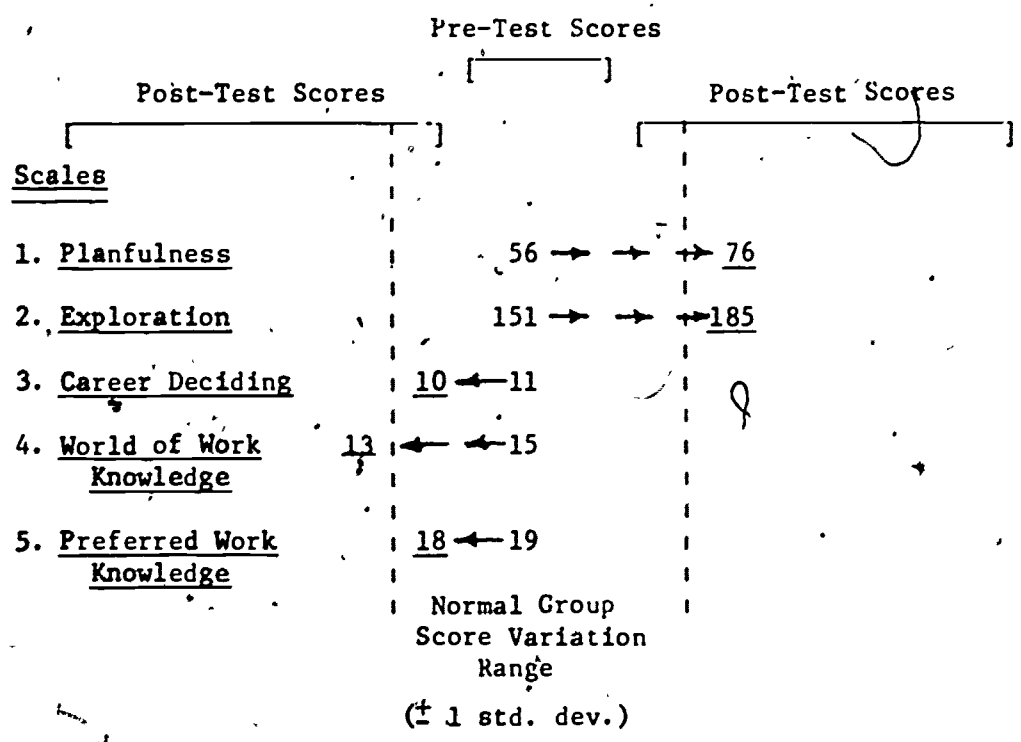 Pre-Test Scores
Post-Test Scores Post-Test Scores
Scales
1. Planfulness 56 76
2. Exploration 151 185
3. Career Deciding 10 11
4. World of Work 13 15
Knowledge
5. Preferred Work 18 19
Knowledge
Normal Group
Score Variation
Range
(± 1 std. dev.)